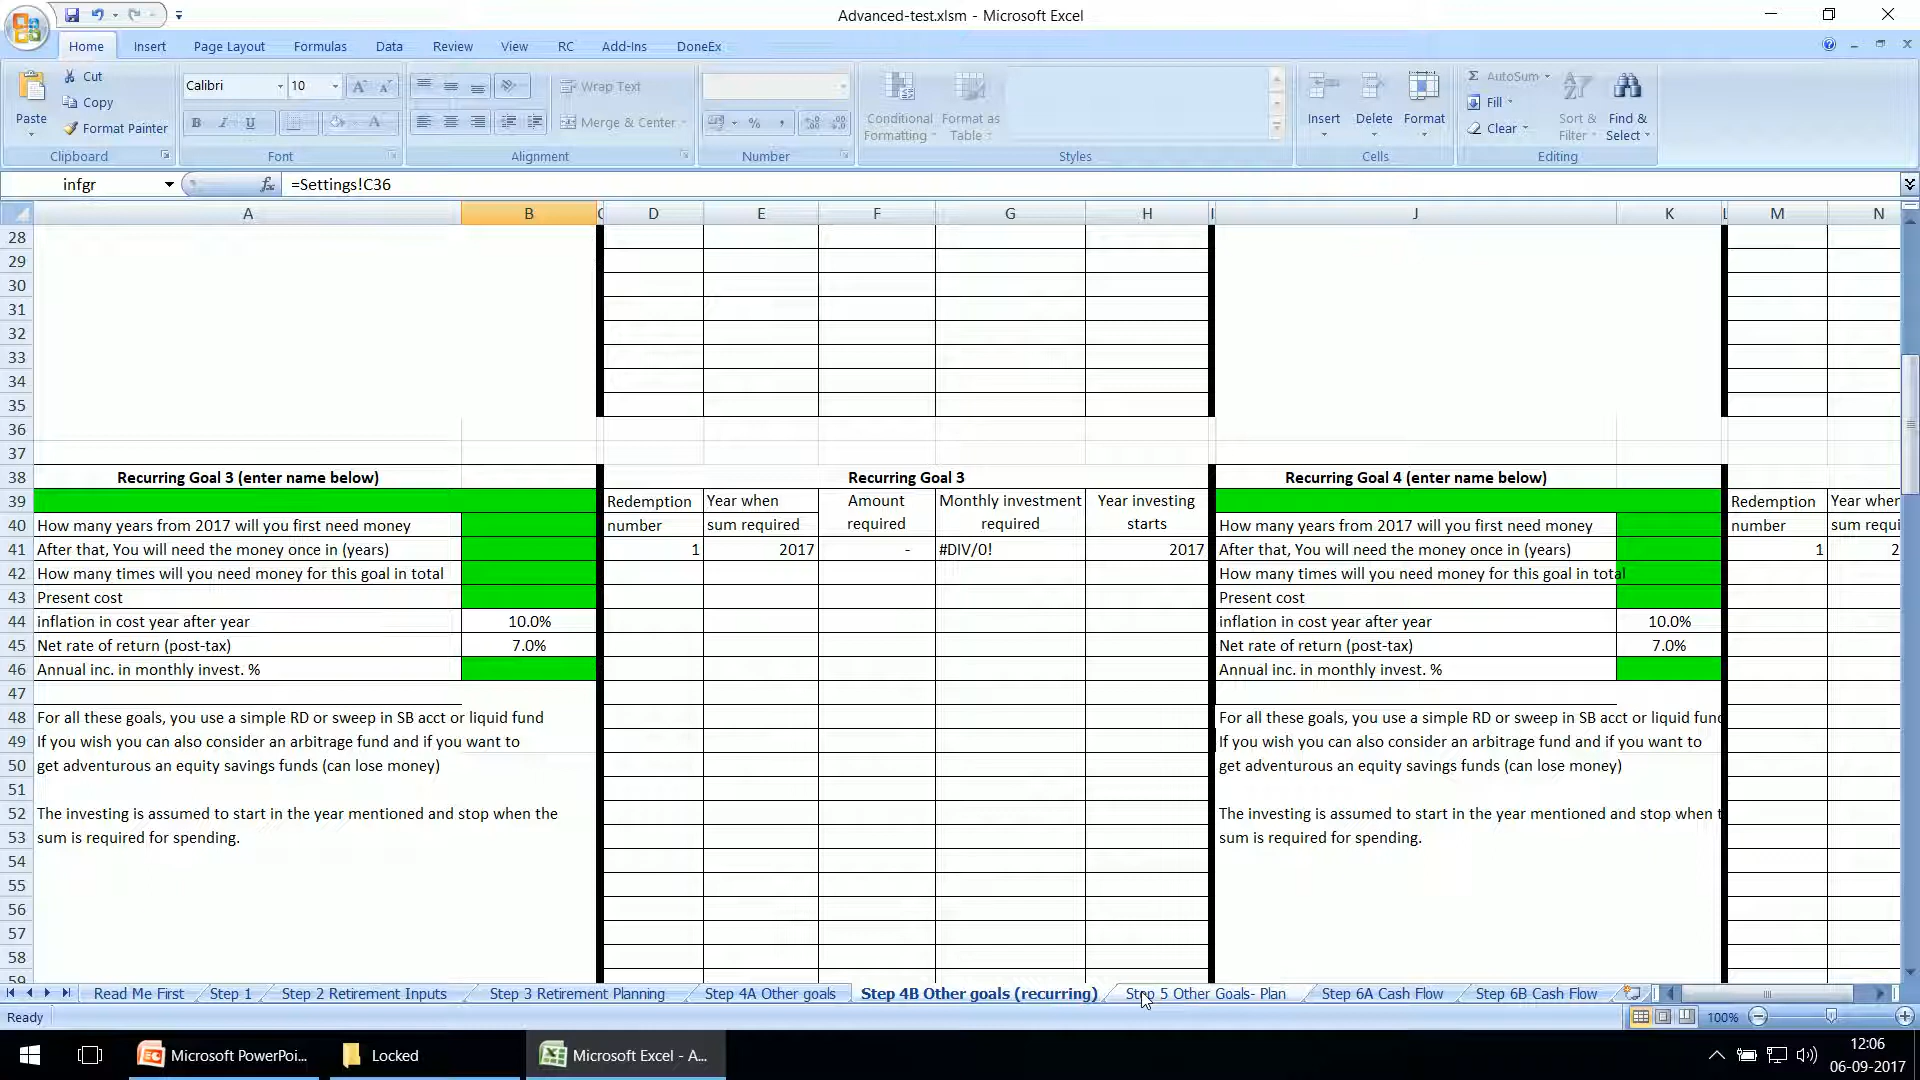 Advanced-test.xlsm - Microsoft Excel
Home Insert Page Layout Formulas Data Review View RC Add-Ins DoneEx
Paste Cut Copy Format Painter Clipboard
Calibri 10 B I U A Font
Wrap Text Merge & Center Alignment
% , Number
Conditional Formatting Format as Table Styles
Insert Delete Format Cells
Σ AutoSum Fill Clear Sort & Filter Find & Select Editing
infgr fx =Settings!C36
A B C D E F G H I J K L M N
28
29
30
31
32
33
34
35
36
37
38 Recurring Goal 3 (enter name below) Recurring Goal 3 Recurring Goal 4 (enter name below)
39 Redemption Year when Amount Monthly investment Year investing Redemption Year when
40 How many years from 2017 will you first need money number sum required required required starts How many years from 2017 will you first need money number sum requi
41 After that, You will need the money once in (years) 1 2017 - #DIV/0! 2017 After that, You will need the money once in (years) 1 2
42 How many times will you need money for this goal in total How many times will you need money for this goal in total
43 Present cost Present cost
44 inflation in cost year after year 10.0% inflation in cost year after year 10.0%
45 Net rate of return (post-tax) 7.0% Net rate of return (post-tax) 7.0%
46 Annual inc. in monthly invest. % Annual inc. in monthly invest. %
47
48 For all these goals, you use a simple RD or sweep in SB acct or liquid fund For all these goals, you use a simple RD or sweep in SB acct or liquid fund
49 If you wish you can also consider an arbitrage fund and if you want to If you wish you can also consider an arbitrage fund and if you want to
50 get adventurous an equity savings funds (can lose money) get adventurous an equity savings funds (can lose money)
51
52 The investing is assumed to start in the year mentioned and stop when the The investing is assumed to start in the year mentioned and stop when t
53 sum is required for spending. sum is required for spending.
54
55
56
57
58
59
Read Me First Step 1 Step 2 Retirement Inputs Step 3 Retirement Planning Step 4A Other goals Step 4B Other goals (recurring) Step 5 Other Goals- Plan Step 6A Cash Flow Step 6B Cash Flow
Ready 100%
Microsoft PowerPoi... Locked Microsoft Excel - A... 12:06
06-09-2017